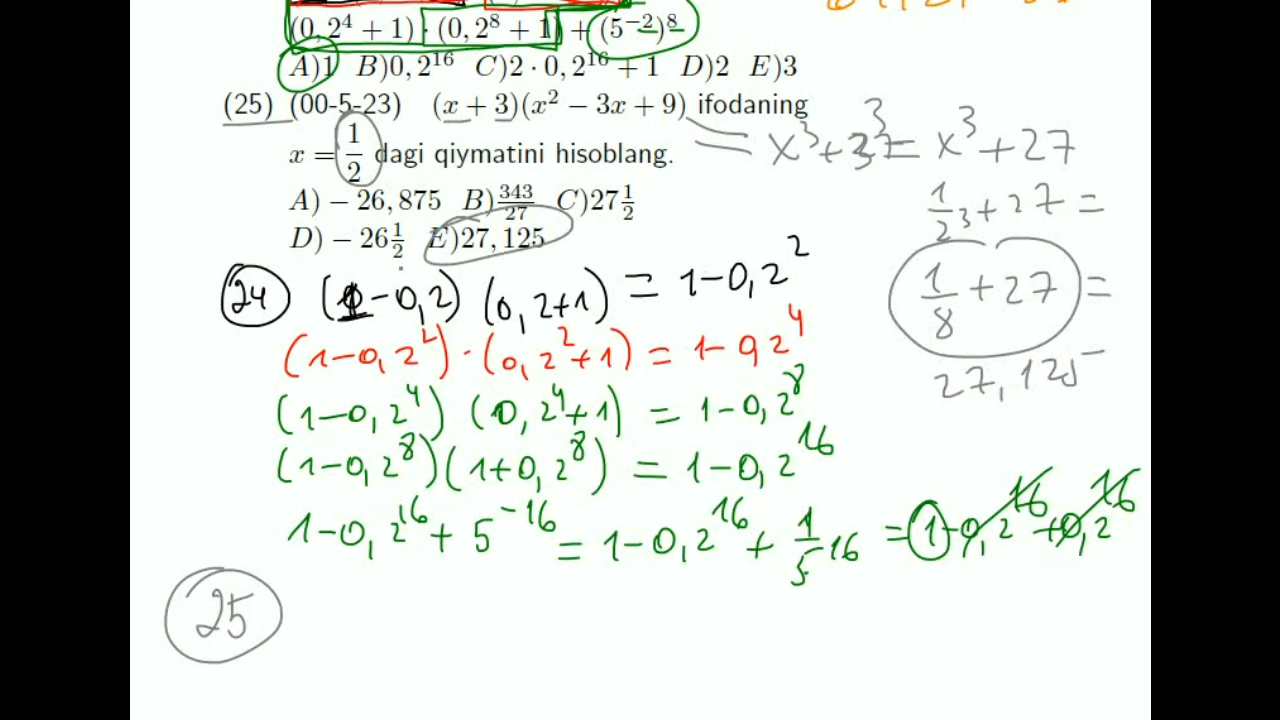 (0, 2⁴ + 1) · (0, 2⁸ + 1) + (5⁻²)⁸
A)1 B)0, 2¹⁶ C)2 · 0, 2¹⁶ + 1 D)2 E)3
(25) (00-5-23) (x + 3)(x² − 3x + 9) ifodaning
= x³ + 3³ = x³ + 27
x = 1/2 dagi qiymatini hisoblang.
A) − 26, 875 B) 343/27 C)27 1/2
1/2³ + 27 =
D) − 26 1/2 E)27, 125
1/8 + 27 =
27, 125
24 (1 − 0, 2) (0, 2 + 1) = 1 − 0, 2²
(1 − 0, 2²) · (0, 2² + 1) = 1 − 0, 2⁴
(1 − 0, 2⁴) (0, 2⁴ + 1) = 1 − 0, 2⁸
(1 − 0, 2⁸)(1 + 0, 2⁸) = 1 − 0, 2¹⁶
1 − 0, 2¹⁶ + 5⁻¹⁶ = 1 − 0, 2¹⁶ + 1/5¹⁶ = 1 − 0, 2¹⁶ + 0, 2¹⁶
25